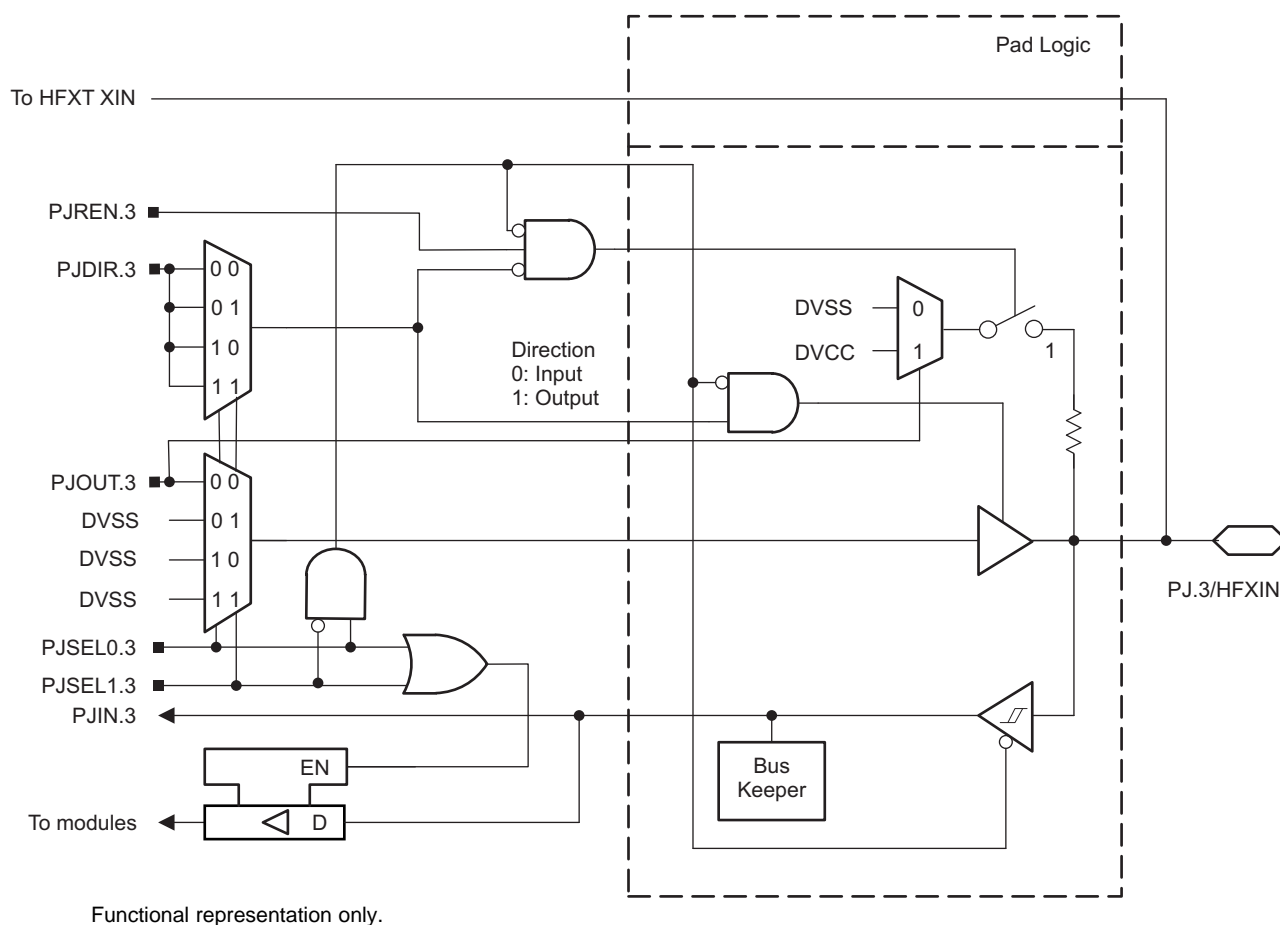 Pad Logic
To HFXT XIN
PJREN.3
PJDIR.3
0 0
0 1
1 0
1 1
Direction
0: Input
1: Output
DVSS
0
DVCC
1
1
PJOUT.3
0 0
DVSS
0 1
DVSS
1 0
DVSS
1 1
PJ.3/HFXIN
PJSEL0.3
PJSEL1.3
PJIN.3
EN
Bus
Keeper
To modules
D
Functional representation only.